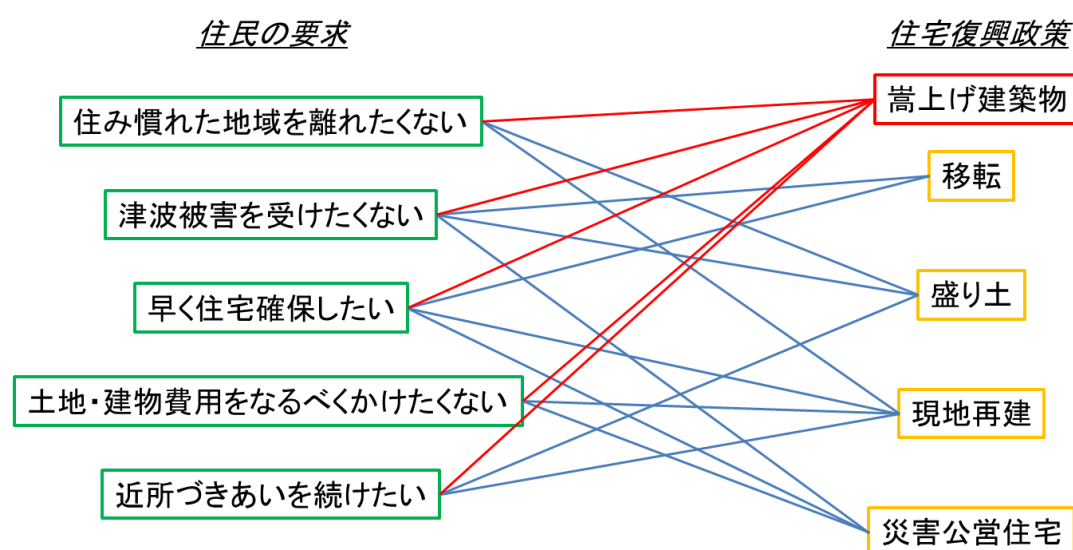 住民の要求
住宅復興政策
住み慣れた地域を離れたくない
津波被害を受けたくない
早く住宅確保したい
土地・建物費用をなるべくかけたくない
近所づきあいを続けたい
嵩上げ建築物
移転
盛り土
現地再建
災害公営住宅